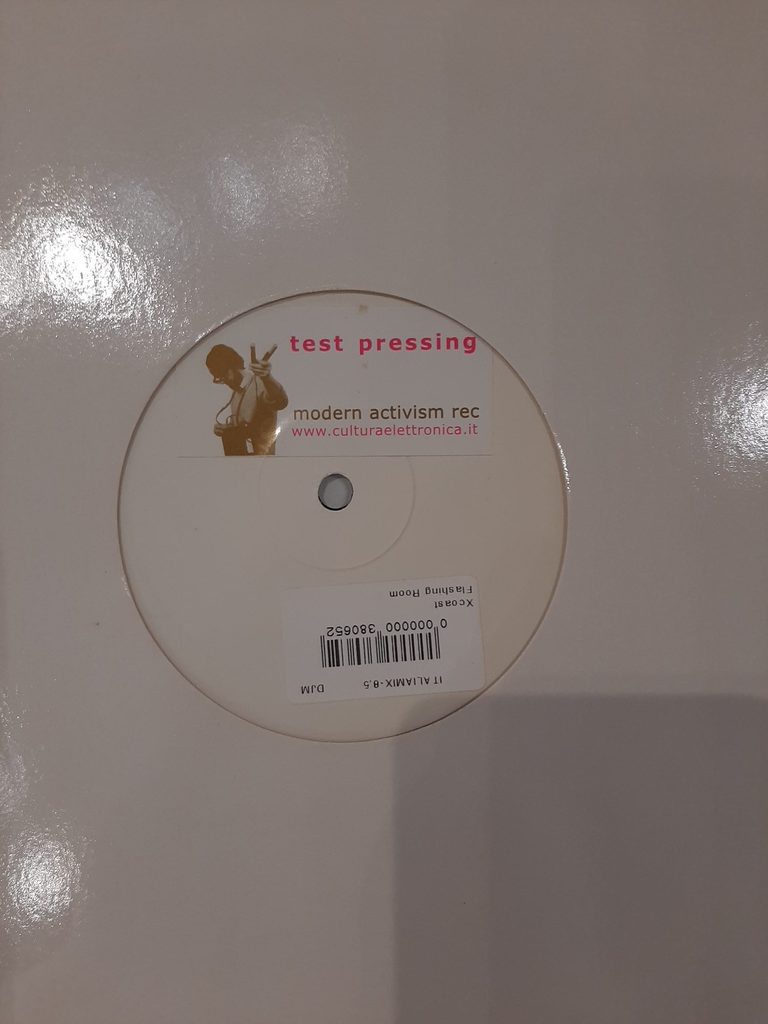 test pressing
modern activism rec
www.culturaelettronica.it
ITALIAMIX-8.5 DJM
0 000000 380652
Xcoast
Flashing Room